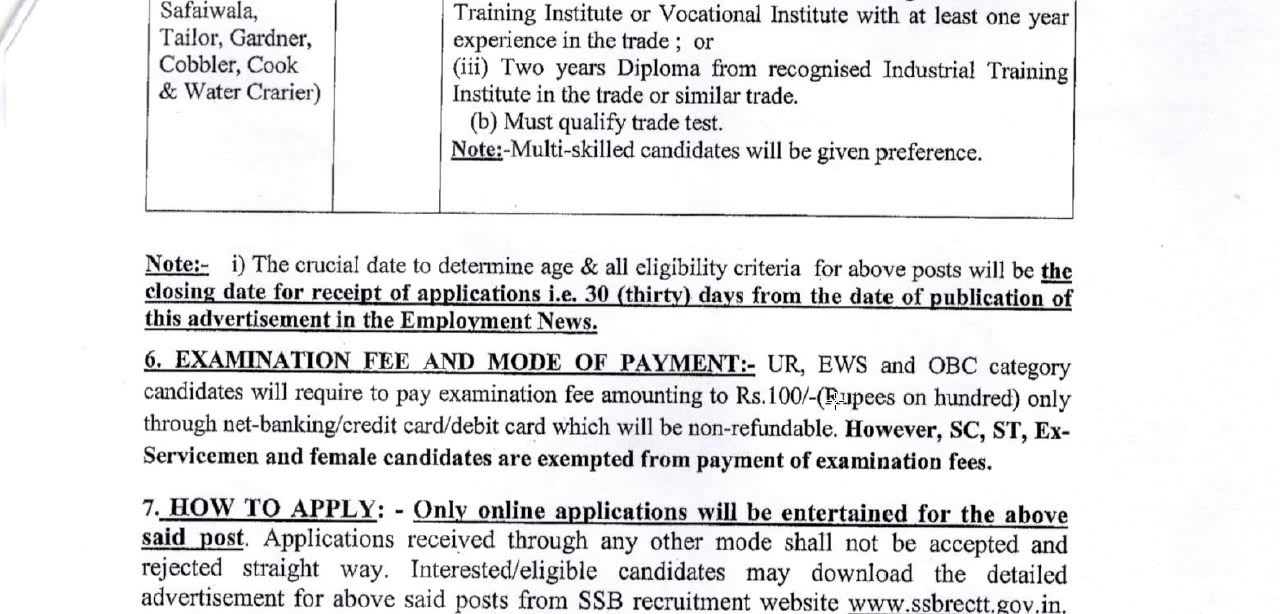 Safaiwala,
Tailor, Gardner,
Cobbler, Cook
& Water Crarier)
Training Institute or Vocational Institute with at least one year
experience in the trade ; or
(iii) Two years Diploma from recognised Industrial Training
Institute in the trade or similar trade.
(b) Must qualify trade test.
Note:-Multi-skilled candidates will be given preference.
Note:- i) The crucial date to determine age & all eligibility criteria for above posts will be the
closing date for receipt of applications i.e. 30 (thirty) days from the date of publication of
this advertisement in the Employment News.
6. EXAMINATION FEE AND MODE OF PAYMENT:- UR, EWS and OBC category
candidates will require to pay examination fee amounting to Rs.100/-(Rupees on hundred) only
through net-banking/credit card/debit card which will be non-refundable. However, SC, ST, Ex-
Servicemen and female candidates are exempted from payment of examination fees.
7. HOW TO APPLY: - Only online applications will be entertained for the above
said post. Applications received through any other mode shall not be accepted and
rejected straight way. Interested/eligible candidates may download the detailed
advertisement for above said posts from SSB recruitment website www.ssbrectt.gov.in.